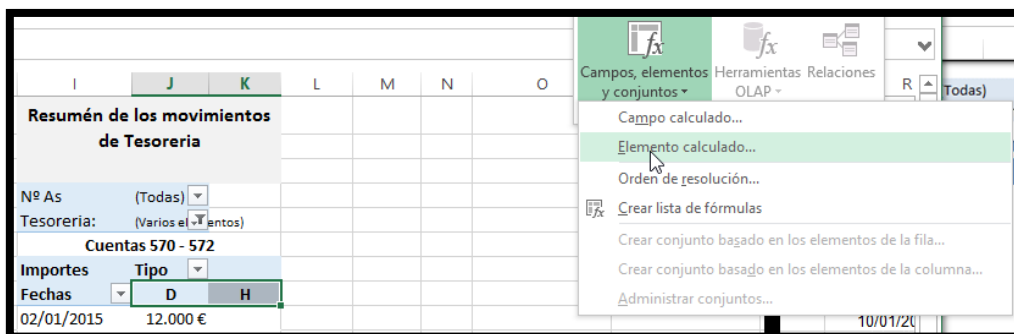 Campos, elementos y conjuntos
Herramientas OLAP
Relaciones
I J K L M N O R
Todas)
Resumén de los movimientos
de Tesoreria
Campo calculado...
Elemento calculado...
Orden de resolución...
Crear lista de fórmulas
Crear conjunto basado en los elementos de la fila...
Crear conjunto basado en los elementos de la columna...
Administrar conjuntos...
Nº As (Todas)
Tesoreria: (Varios el entos)
Cuentas 570 - 572
Importes Tipo
Fechas D H
02/01/2015 12.000 €
10/01/20